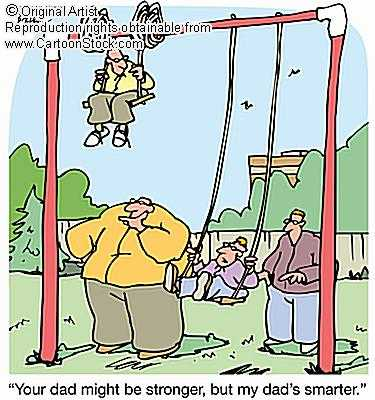 © Original Artist
Reproduction rights obtainable from
www.CartoonStock.com
"Your dad might be stronger, but my dad's smarter."